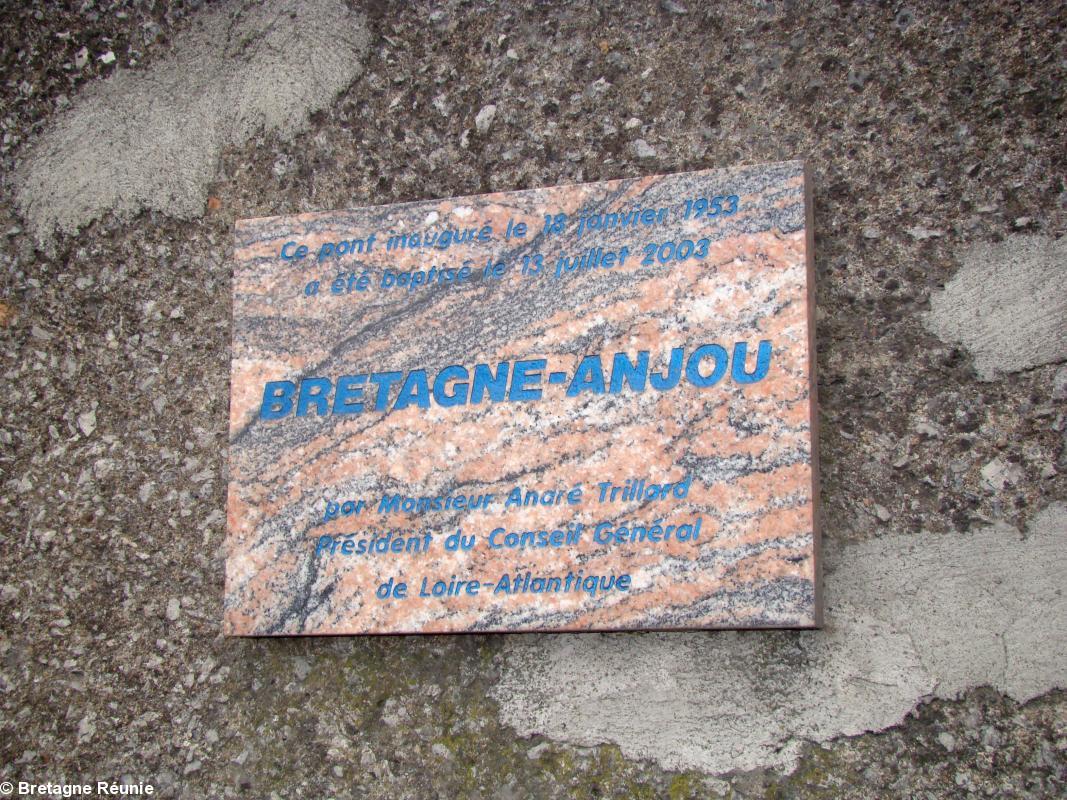 Ce pont inauguré le 18 janvier 1953
a été baptisé le 13 juillet 2003
BRETAGNE-ANJOU
par Monsieur André Trillard
Président du Conseil Général
de Loire-Atlantique
© Bretagne Réunie